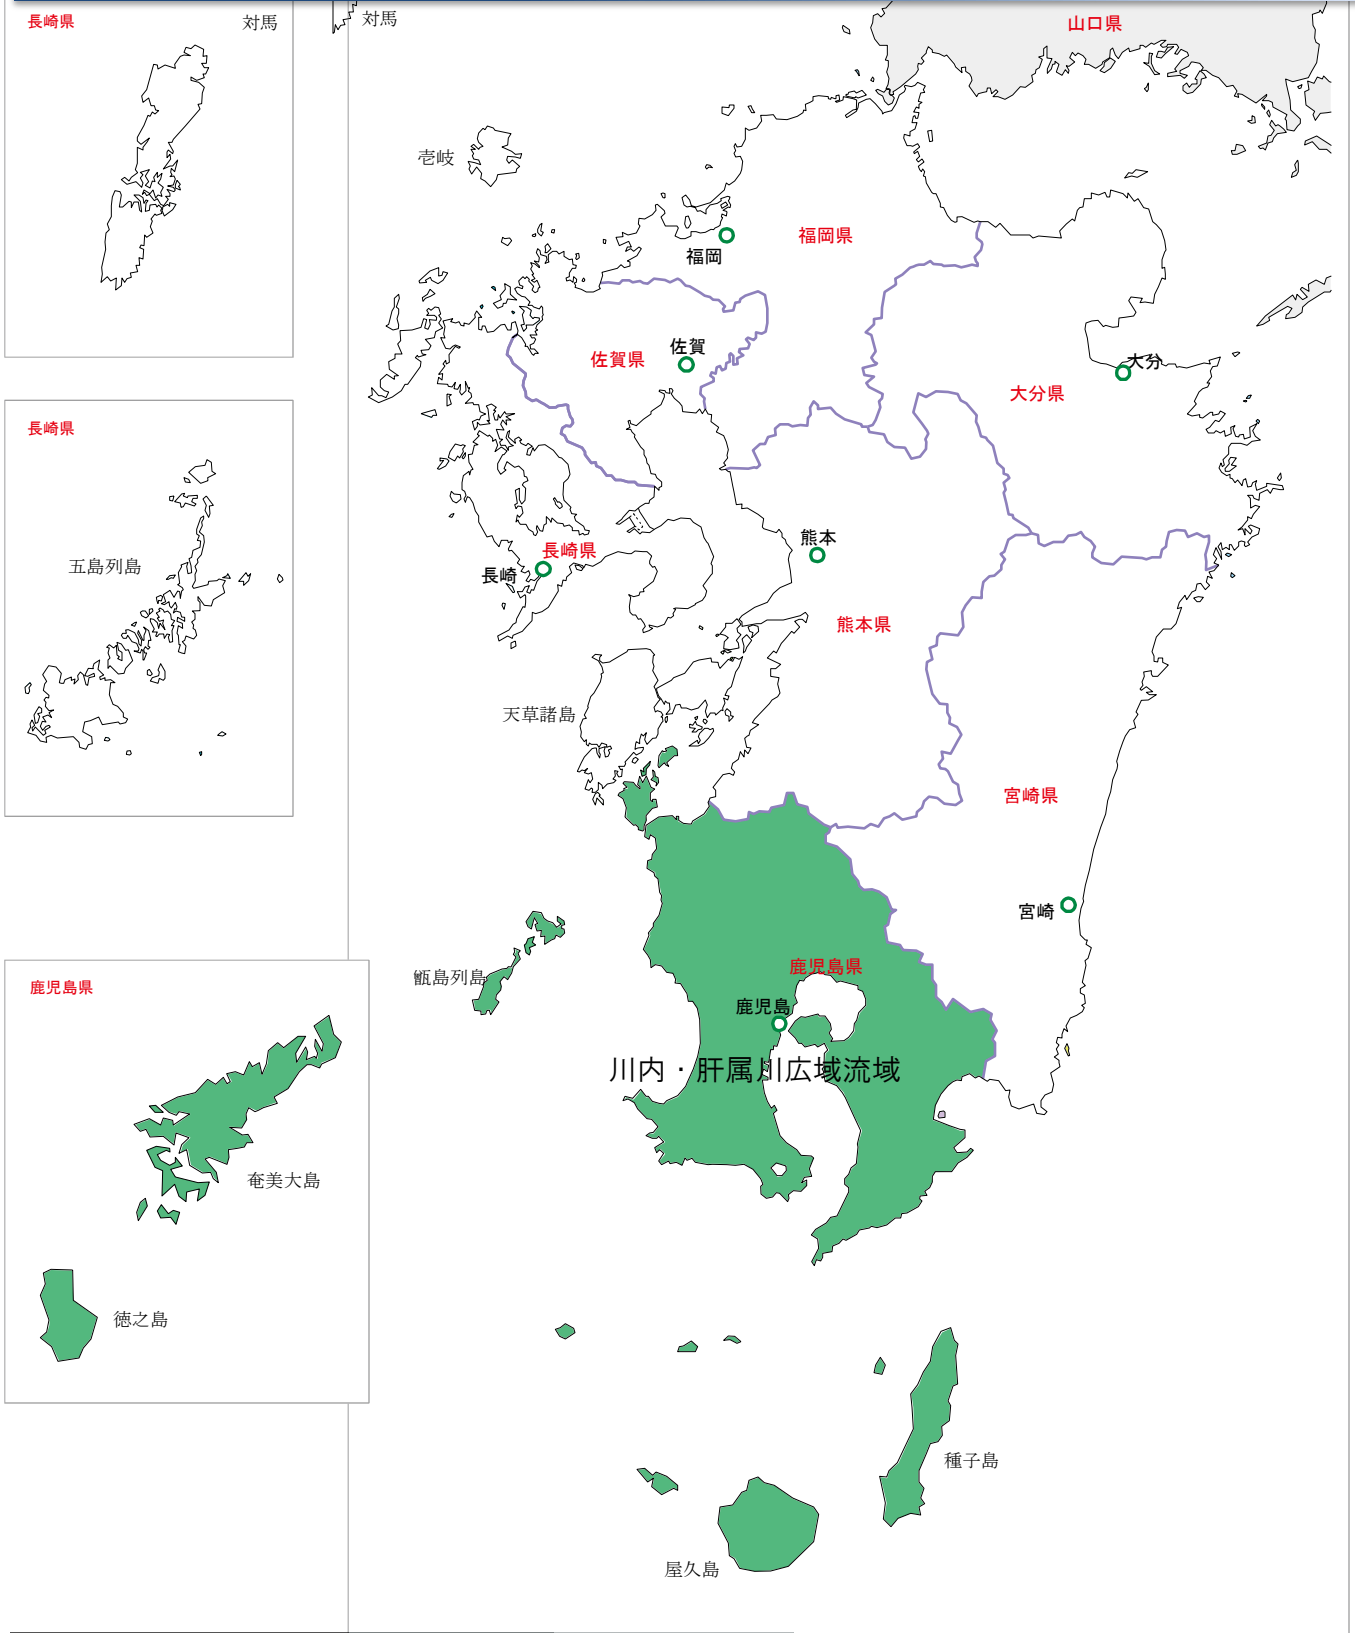 長崎県
対馬
対馬
山口県
壱岐
福岡県
福岡
佐賀県
佐賀
大分
大分県
長崎県
五島列島
熊本
長崎県
長崎
熊本県
天草諸島
宮崎県
宮崎
甑島列島
鹿児島県
鹿児島県
鹿児島
川内・肝属川広域流域
奄美大島
徳之島
種子島
屋久島